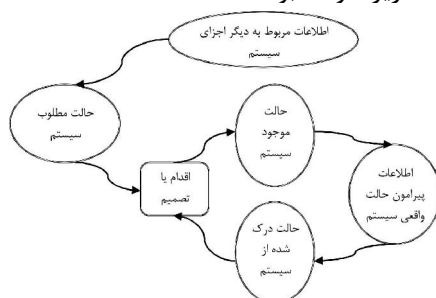 اطلاعات مربوط به دیگر اجزای
سیستم
حالت مطلوب
سیستم
حالت
موجود
سیستم
اقدام یا
تصمیم
اطلاعات
پیرامون حالت
واقعی سیستم
حالت درک
شده از
سیستم